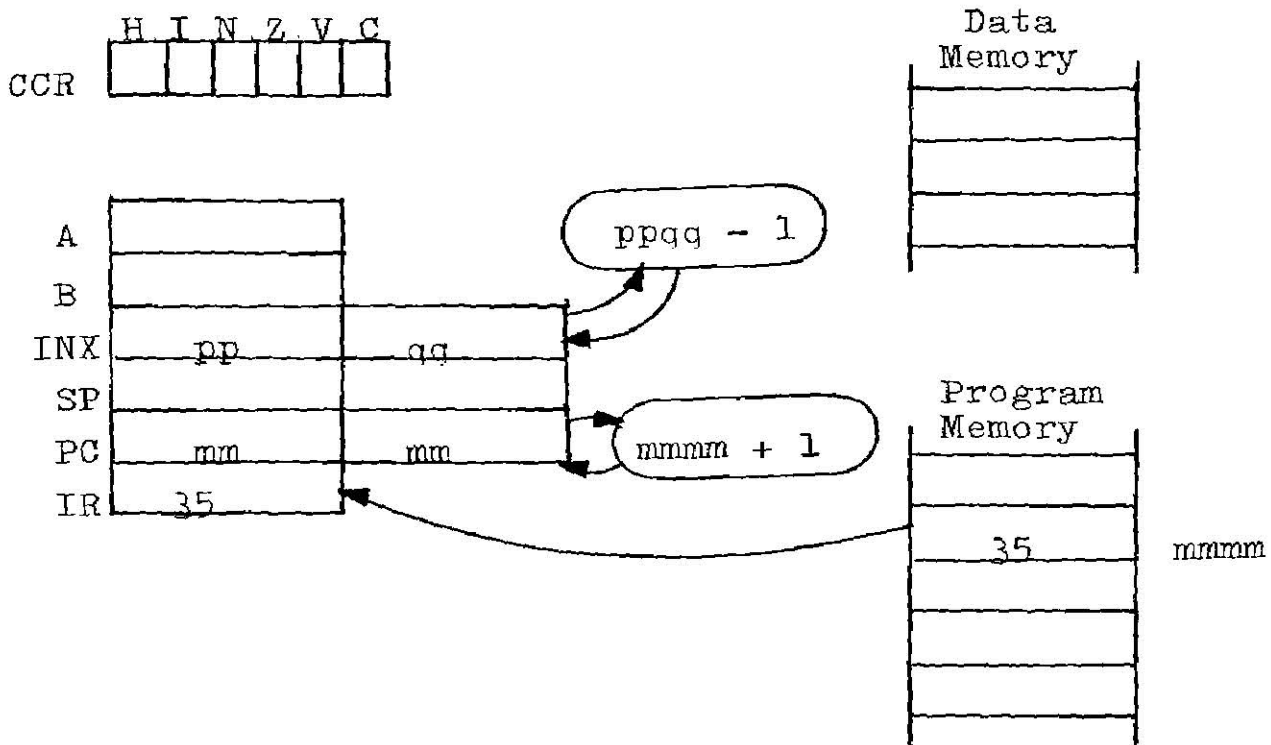 H I N Z V C
CCR
Data
Memory
A
ppqq - 1
B
INX pp qq
SP
PC mm mm
mmmm + 1
IR 35
Program
Memory
35 mmmm